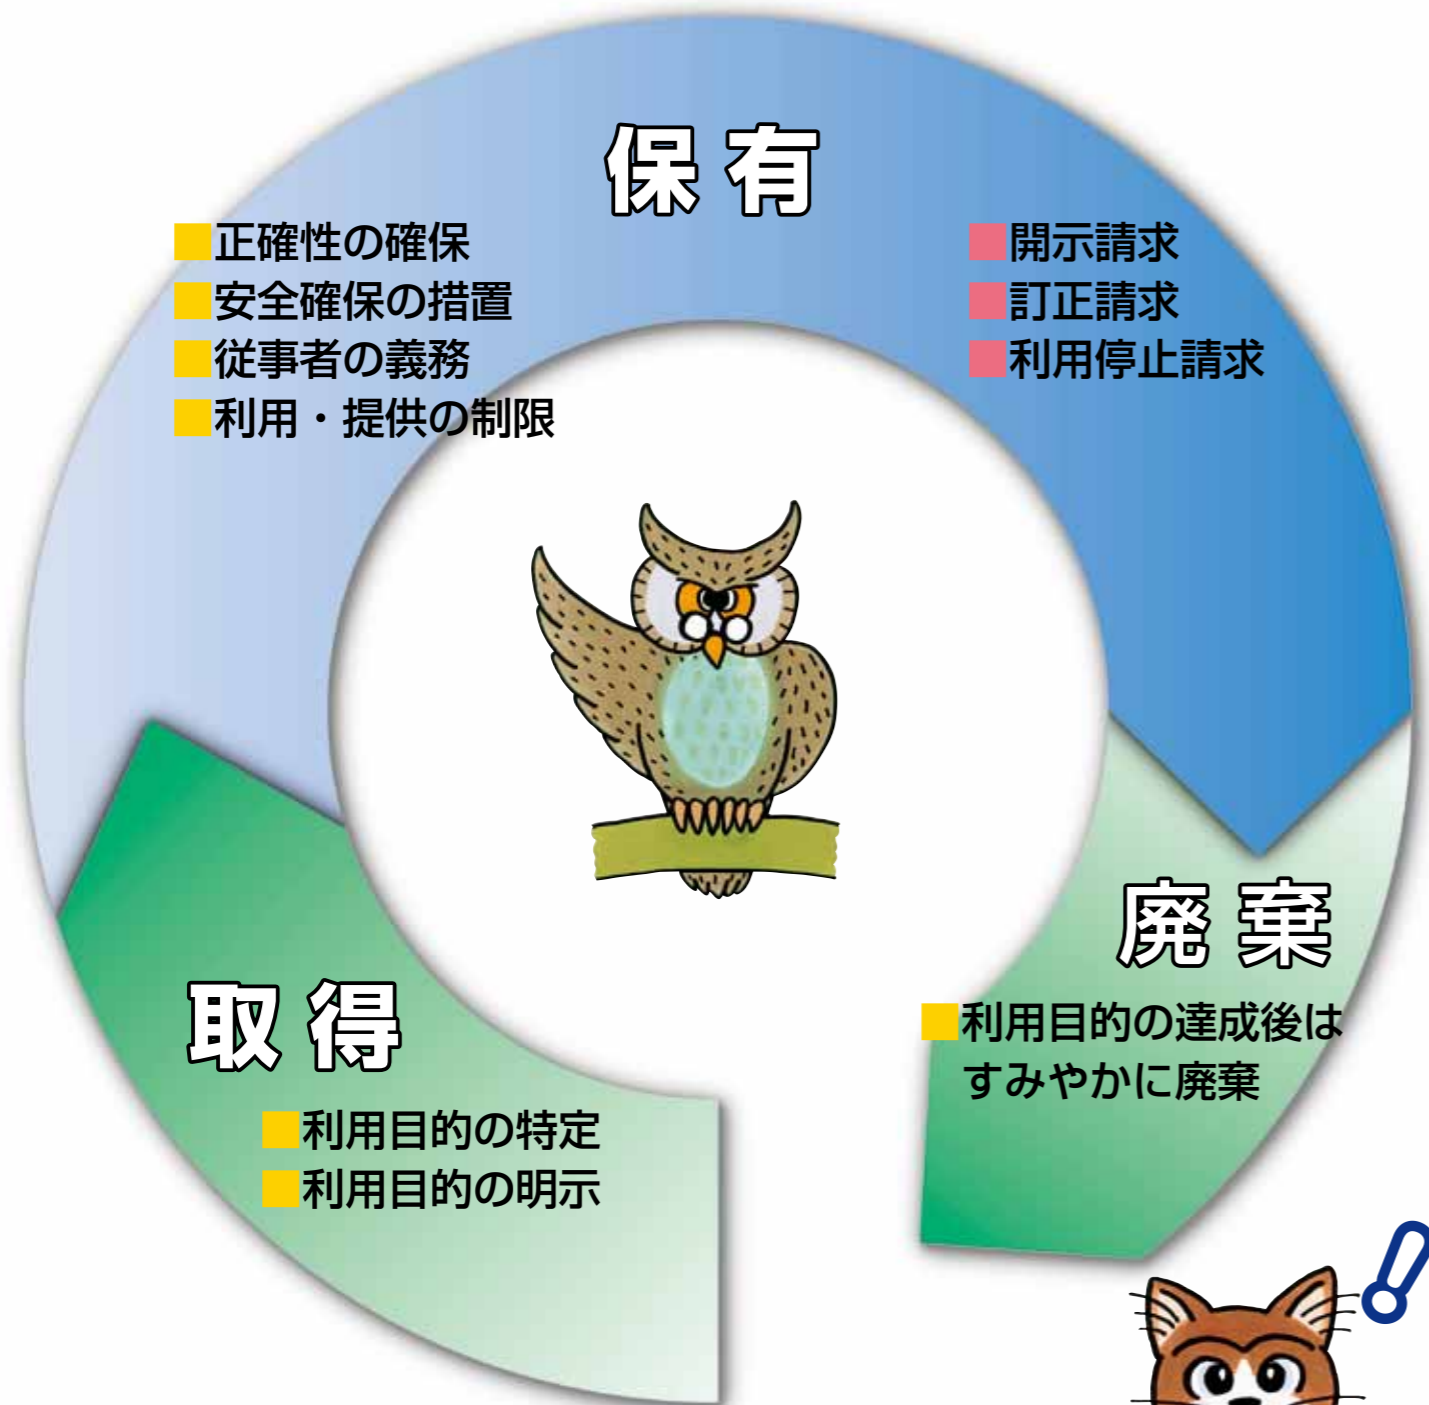 保有
■正確性の確保
■安全確保の措置
■従事者の義務
■利用・提供の制限
■開示請求
■訂正請求
■利用停止請求
廃棄
■利用目的の達成後は
すみやかに廃棄
取得
■利用目的の特定
■利用目的の明示